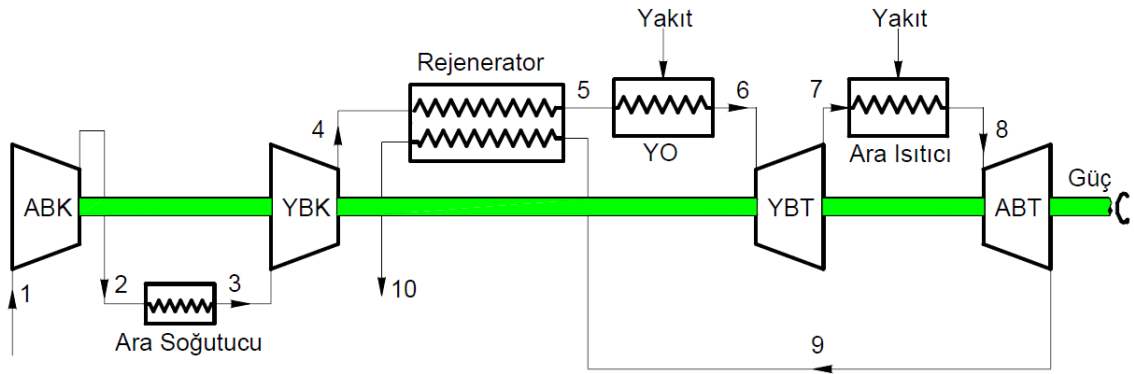 Yakıt
Yakıt
Rejenerator
5
6
7
4
YO
Ara Isıtıcı
8
Güç
ABK
YBK
YBT
ABT
1
2
3
10
Ara Soğutucu
9